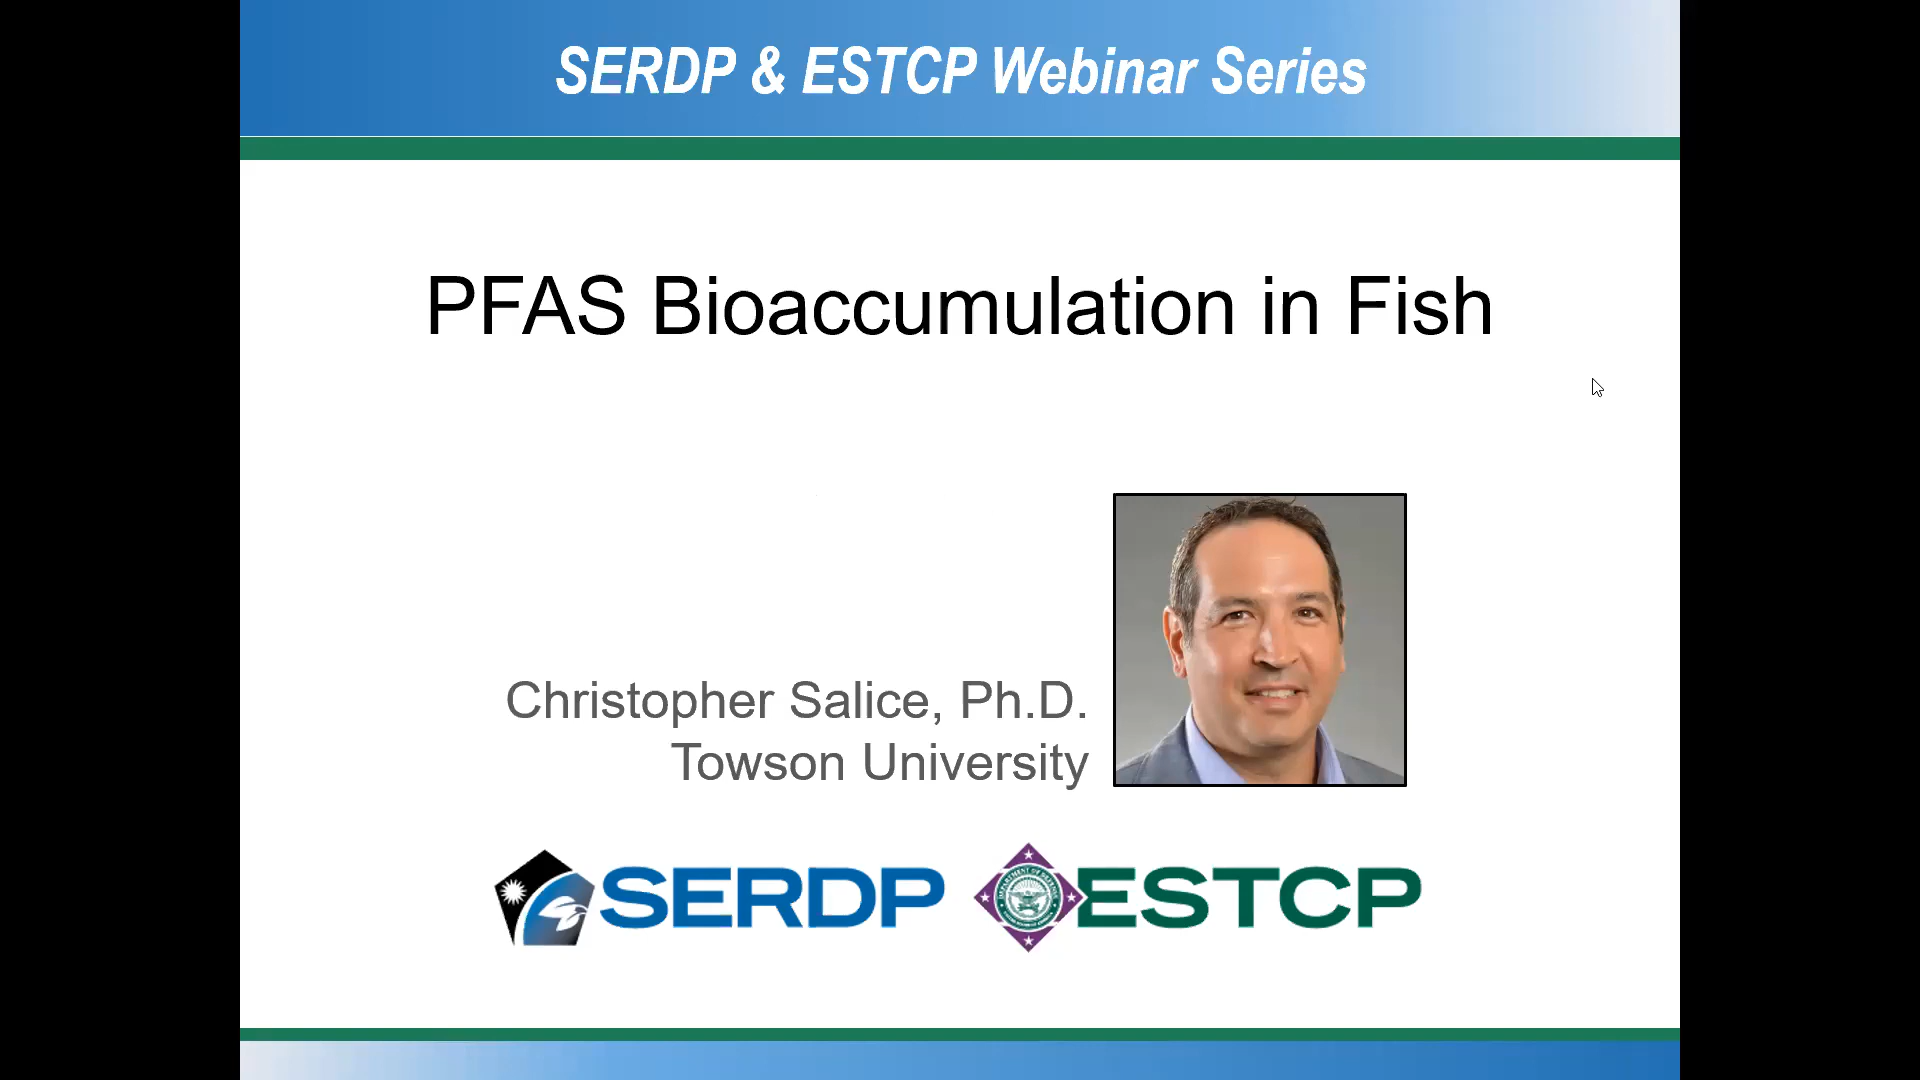 SERDP & ESTCP Webinar Series
PFAS Bioaccumulation in Fish
Christopher Salice, Ph.D.
Towson University
SERDP
ESTCP